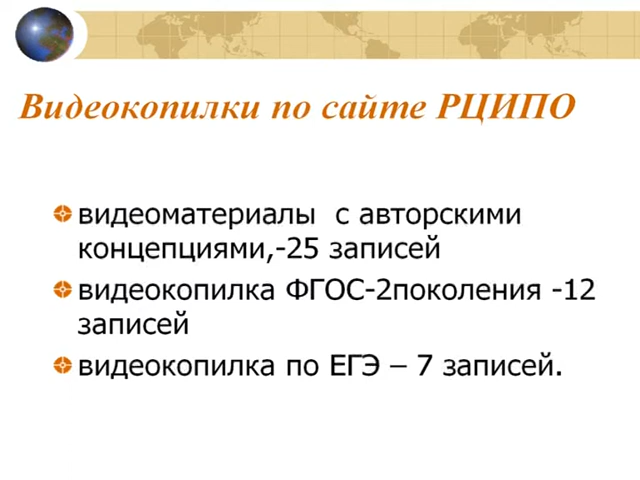 Видеокопилки по сайте РЦИПО
видеоматериалы с авторскими
концепциями,-25 записей
видеокопилка ФГОС-2поколения -12
записей
видеокопилка по ЕГЭ – 7 записей.